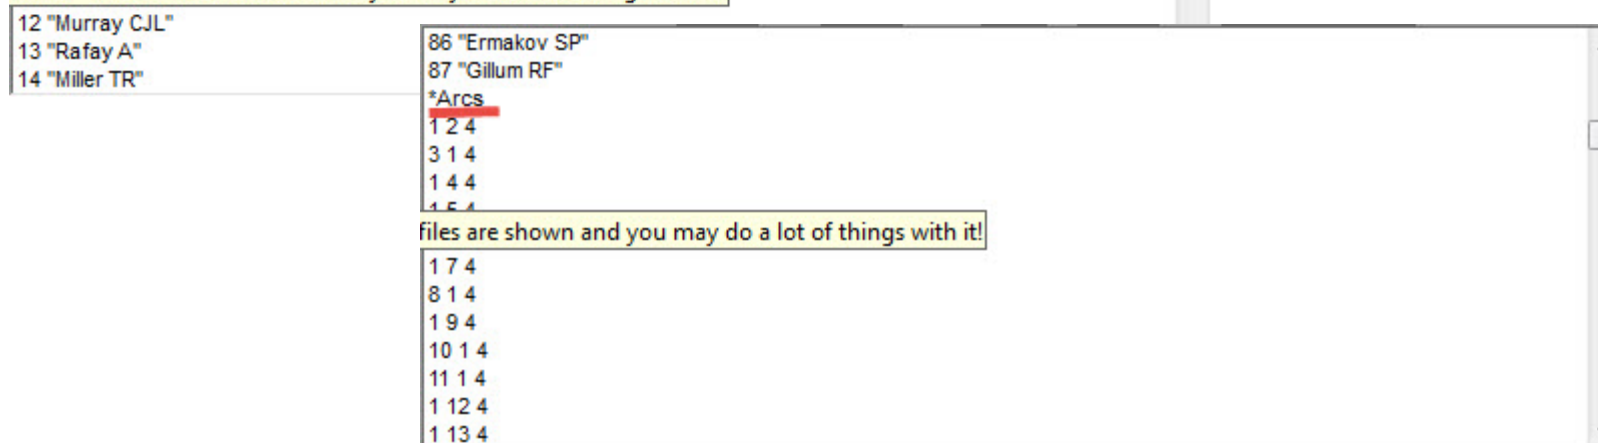 12 "Murray CJL"
13 "Rafay A"
14 "Miller TR"
86 "Ermakov SP"
87 "Gillum RF"
*Arcs
1 2 4
3 1 4
1 4 4
1 5 4
files are shown and you may do a lot of things with it!
1 7 4
8 1 4
1 9 4
10 1 4
11 1 4
1 12 4
1 13 4